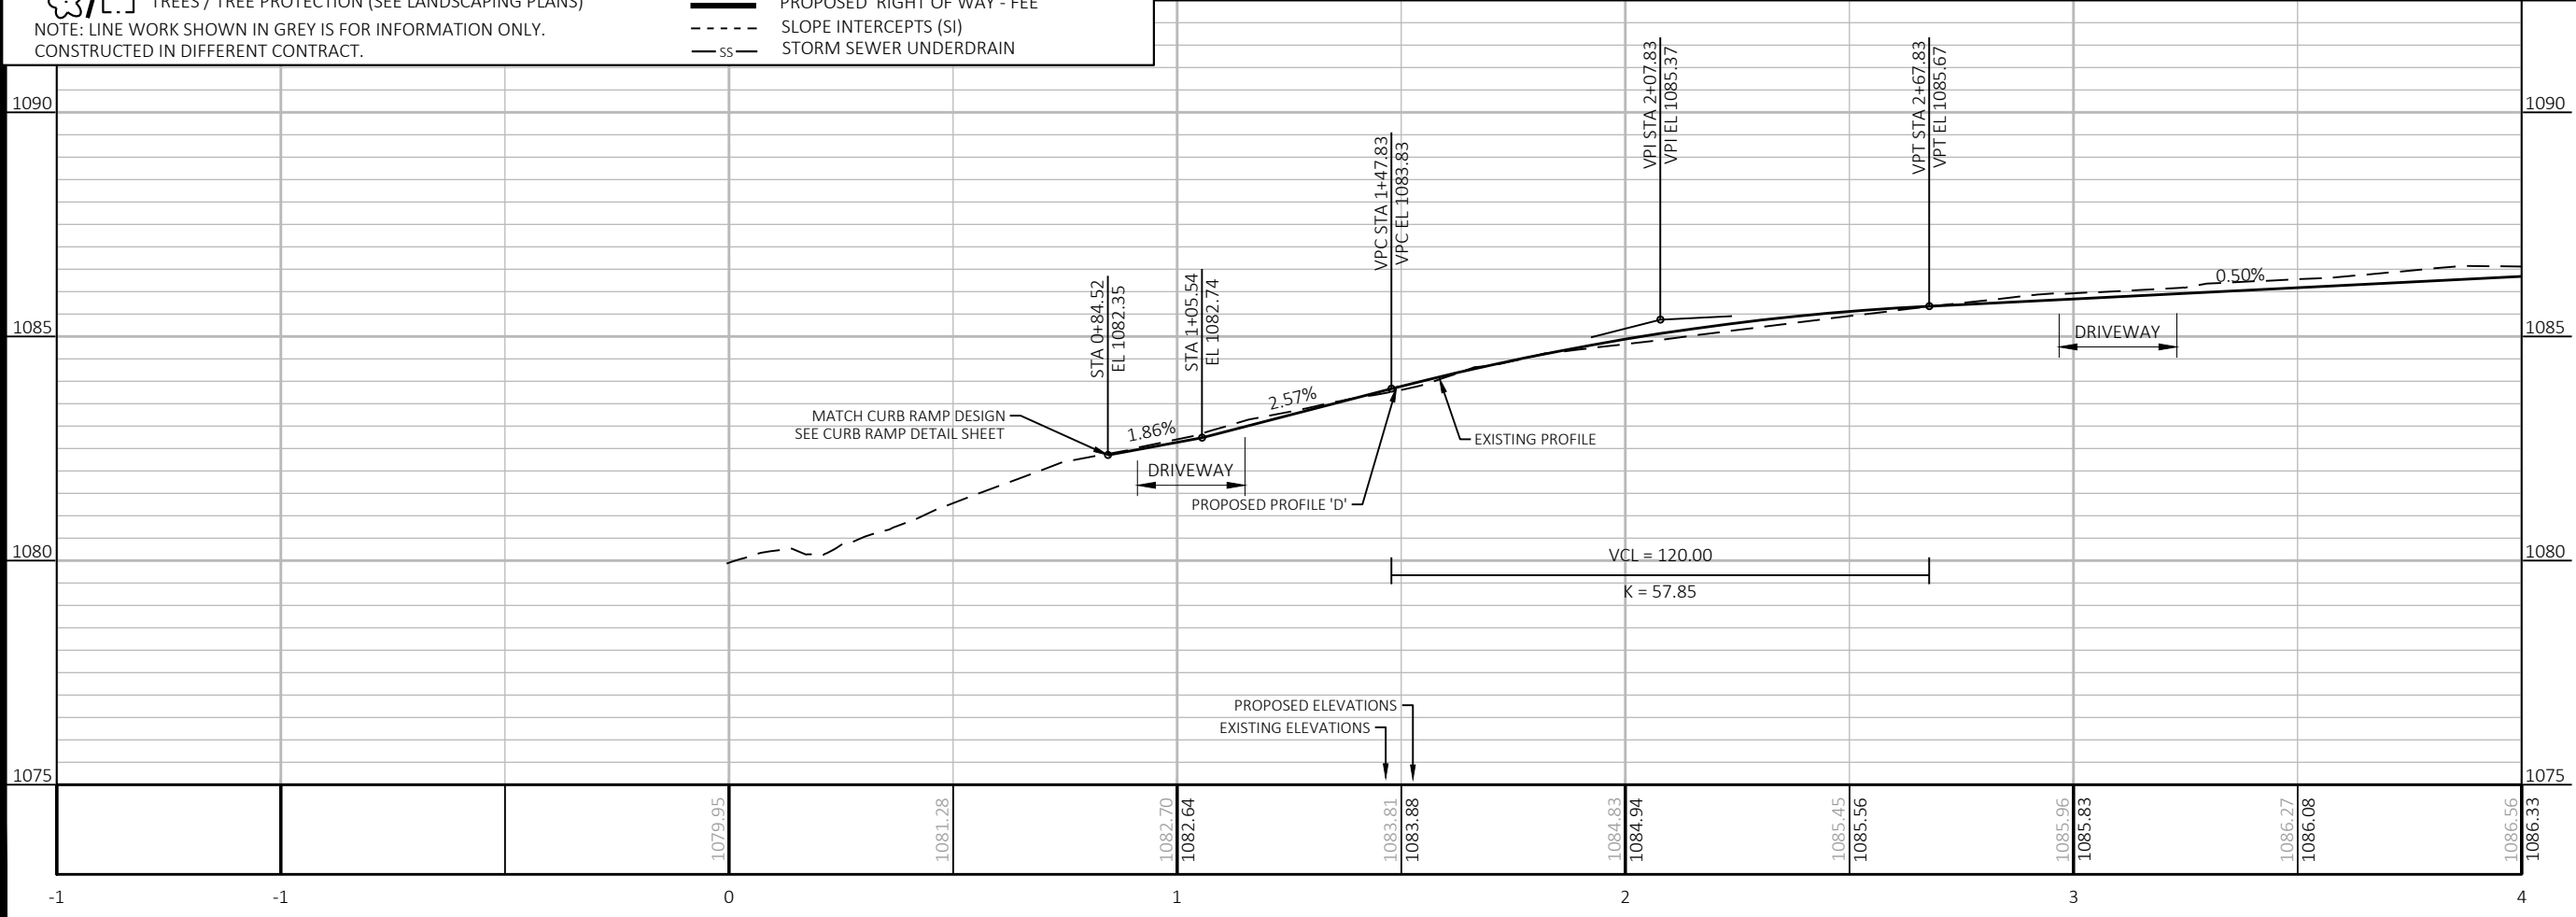 TREES / TREE PROTECTION (SEE LANDSCAPING PLANS)
PROPOSED RIGHT OF WAY - FEE
NOTE: LINE WORK SHOWN IN GREY IS FOR INFORMATION ONLY.
CONSTRUCTED IN DIFFERENT CONTRACT.
SLOPE INTERCEPTS (SI)
SS
STORM SEWER UNDERDRAIN
1090
1090
1085
1085
1080
1080
1075
1075
STA 0+84.52
EL 1082.35
STA 1+05.54
EL 1082.74
VPC STA 1+47.83
VPC EL 1083.83
VPI STA 2+07.83
VPI EL 1085.37
VPT STA 2+67.83
VPT EL 1085.67
MATCH CURB RAMP DESIGN
SEE CURB RAMP DETAIL SHEET
1.86%
2.57%
0.50%
DRIVEWAY
DRIVEWAY
EXISTING PROFILE
PROPOSED PROFILE 'D'
VCL = 120.00
K = 57.85
PROPOSED ELEVATIONS
EXISTING ELEVATIONS
1079.95
1081.28
1082.70
1082.64
1083.81
1083.88
1084.83
1084.94
1085.45
1085.56
1085.96
1085.83
1086.27
1086.08
1086.56
1086.33
-1
-1
0
1
2
3
4